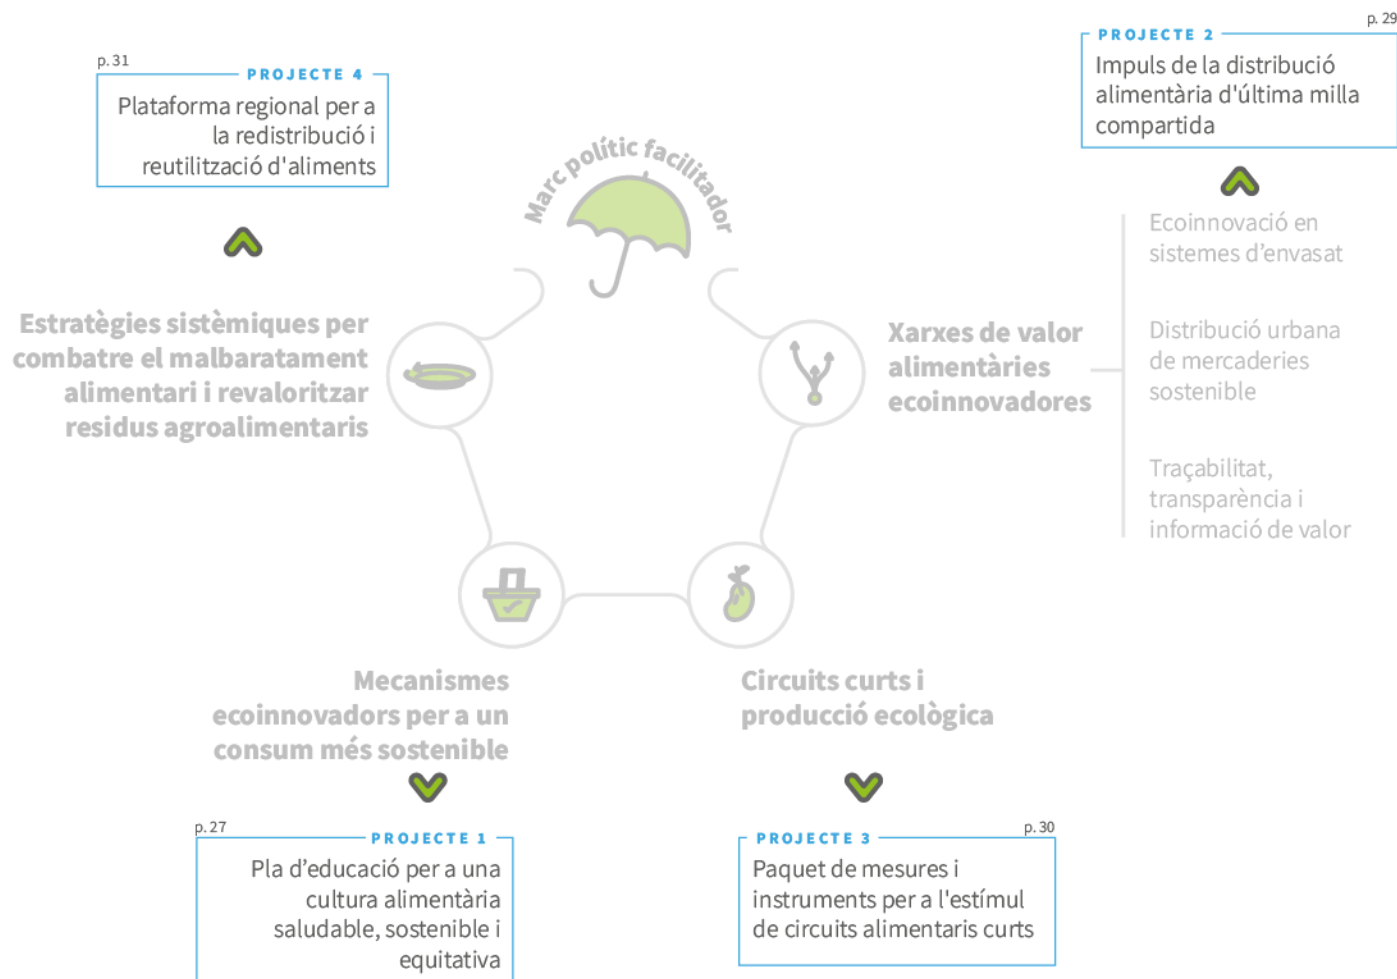 p. 31
PROJECTE 4
Plataforma regional per a
la redistribució i
reutilització d'aliments
p. 29
PROJECTE 2
Impuls de la distribució
alimentària d'última milla
compartida
Marc polític facilitador
Estratègies sistèmiques per
combatre el malbaratament
alimentari i revaloritzar
residus agroalimentaris
Xarxes de valor
alimentàries
ecoinnovadores
Ecoinnovació en
sistemes d’envasat
Distribució urbana
de mercaderies
sostenible
Traçabilitat,
transparència i
informació de valor
Mecanismes
ecoinnovadors per a un
consum més sostenible
Circuits curts i
producció ecològica
p. 27
PROJECTE 1
Pla d’educació per a una
cultura alimentària
saludable, sostenible i
equitativa
p. 30
PROJECTE 3
Paquet de mesures i
instruments per a l'estímul
de circuits alimentaris curts